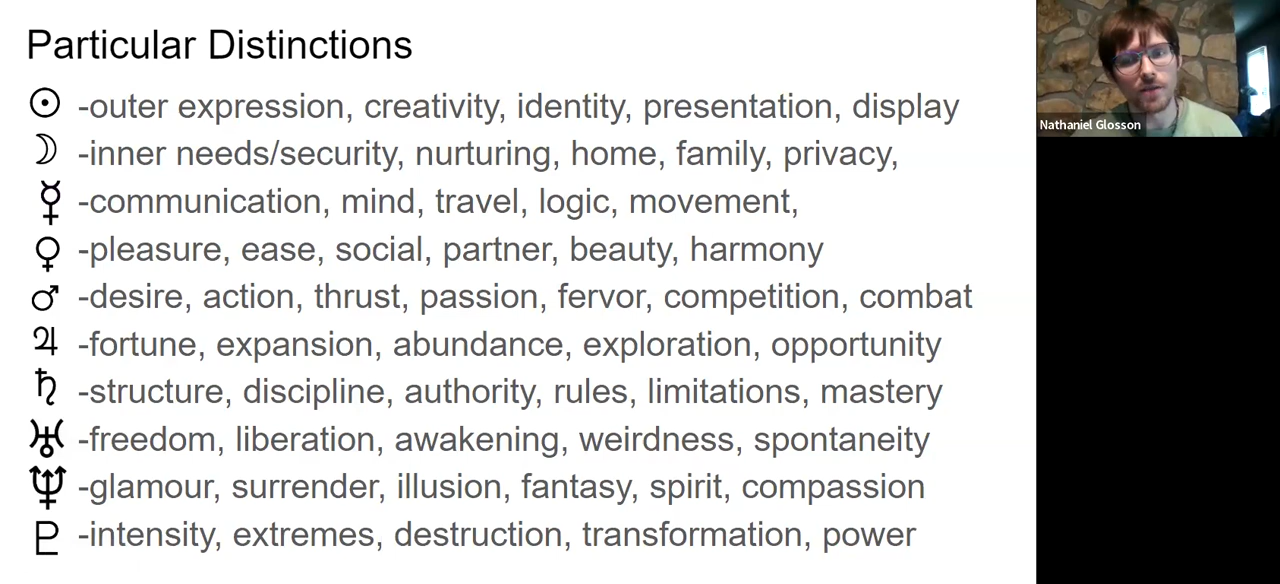 Particular Distinctions
☉ -outer expression, creativity, identity, presentation, display
☽ -inner needs/security, nurturing, home, family, privacy,
☿ -communication, mind, travel, logic, movement,
♀ -pleasure, ease, social, partner, beauty, harmony
♂ -desire, action, thrust, passion, fervor, competition, combat
♃ -fortune, expansion, abundance, exploration, opportunity
♄ -structure, discipline, authority, rules, limitations, mastery
♅ -freedom, liberation, awakening, weirdness, spontaneity
♆ -glamour, surrender, illusion, fantasy, spirit, compassion
♇ -intensity, extremes, destruction, transformation, power
Nathaniel Glosson